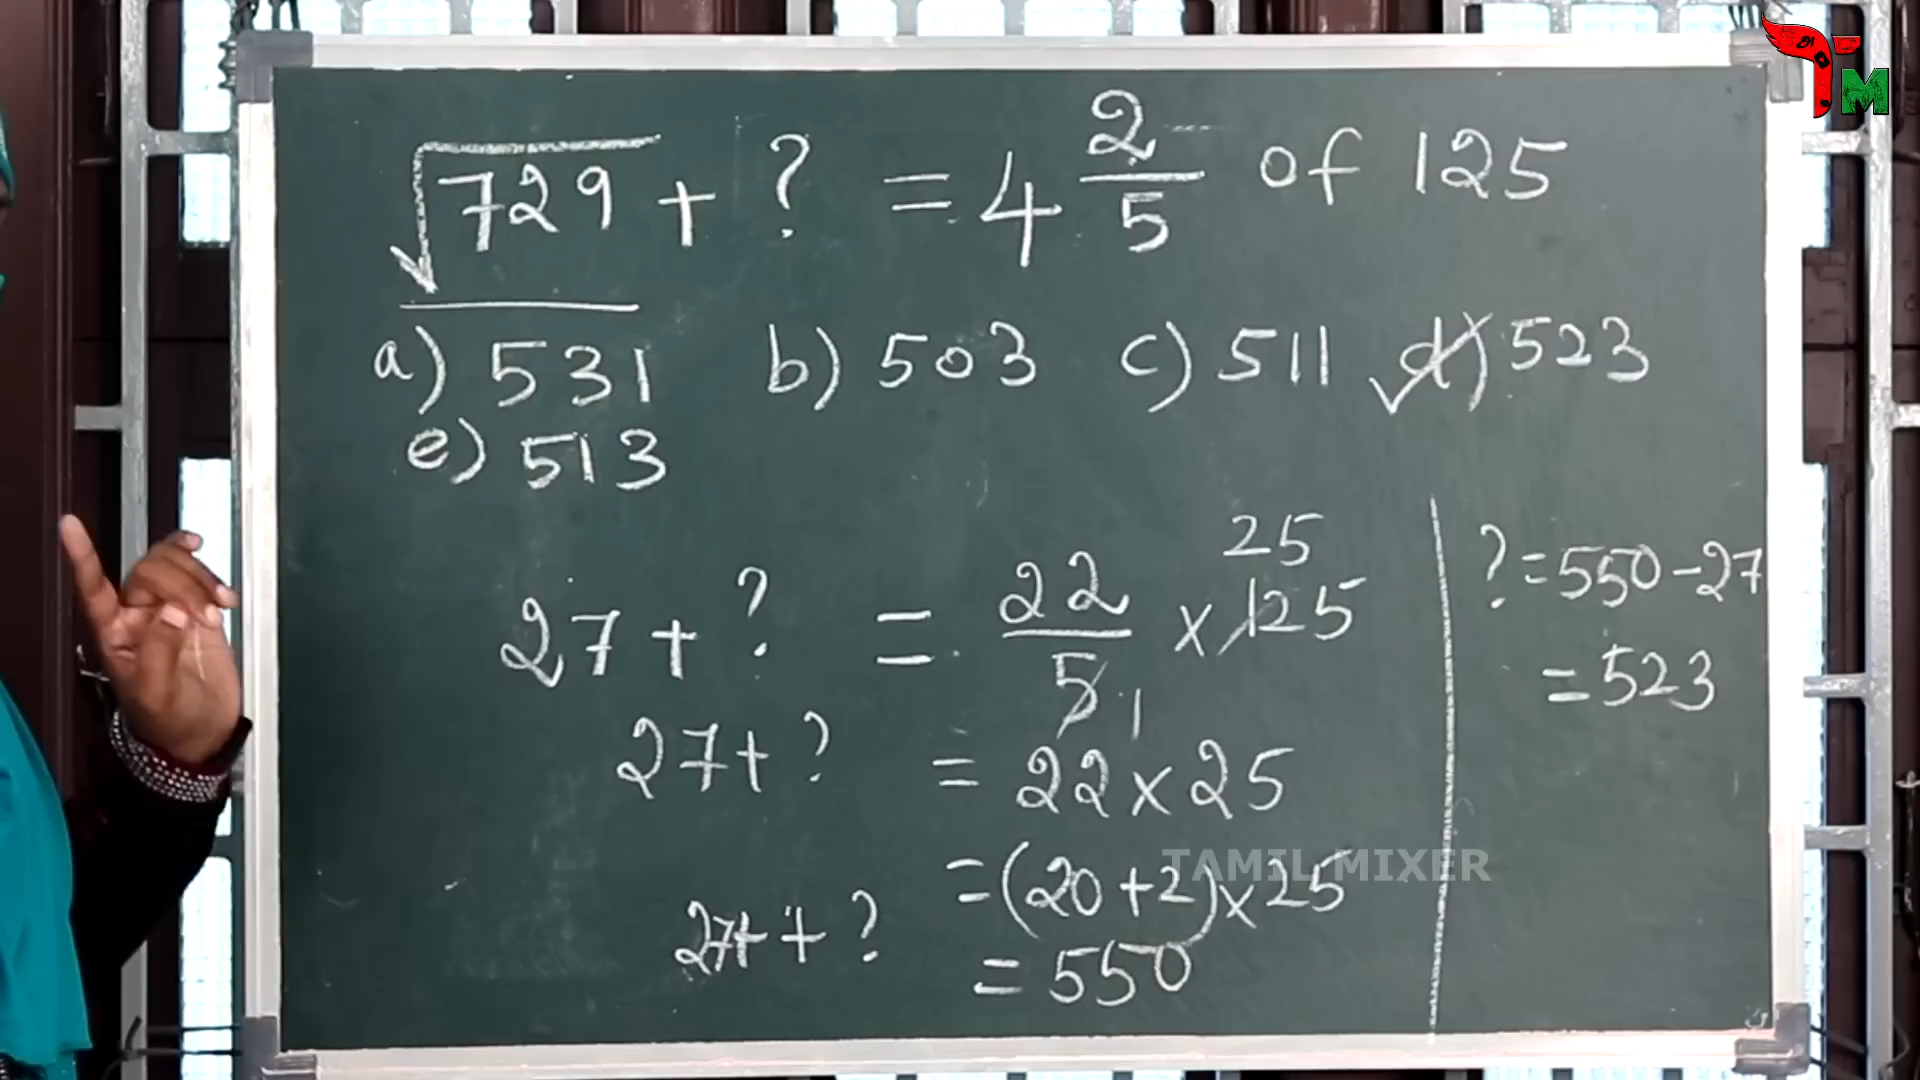 √729 + ? = 4 2/5 of 125
a) 531 b) 503 c) 511 d) 523
e) 513
27 + ? = 22/5 × 125
25
1
27 + ? = 22 × 25
= (20 + 2) × 25
27 + ? = 550
? = 550 - 27
= 523
TAMIL MIXER
அ TM